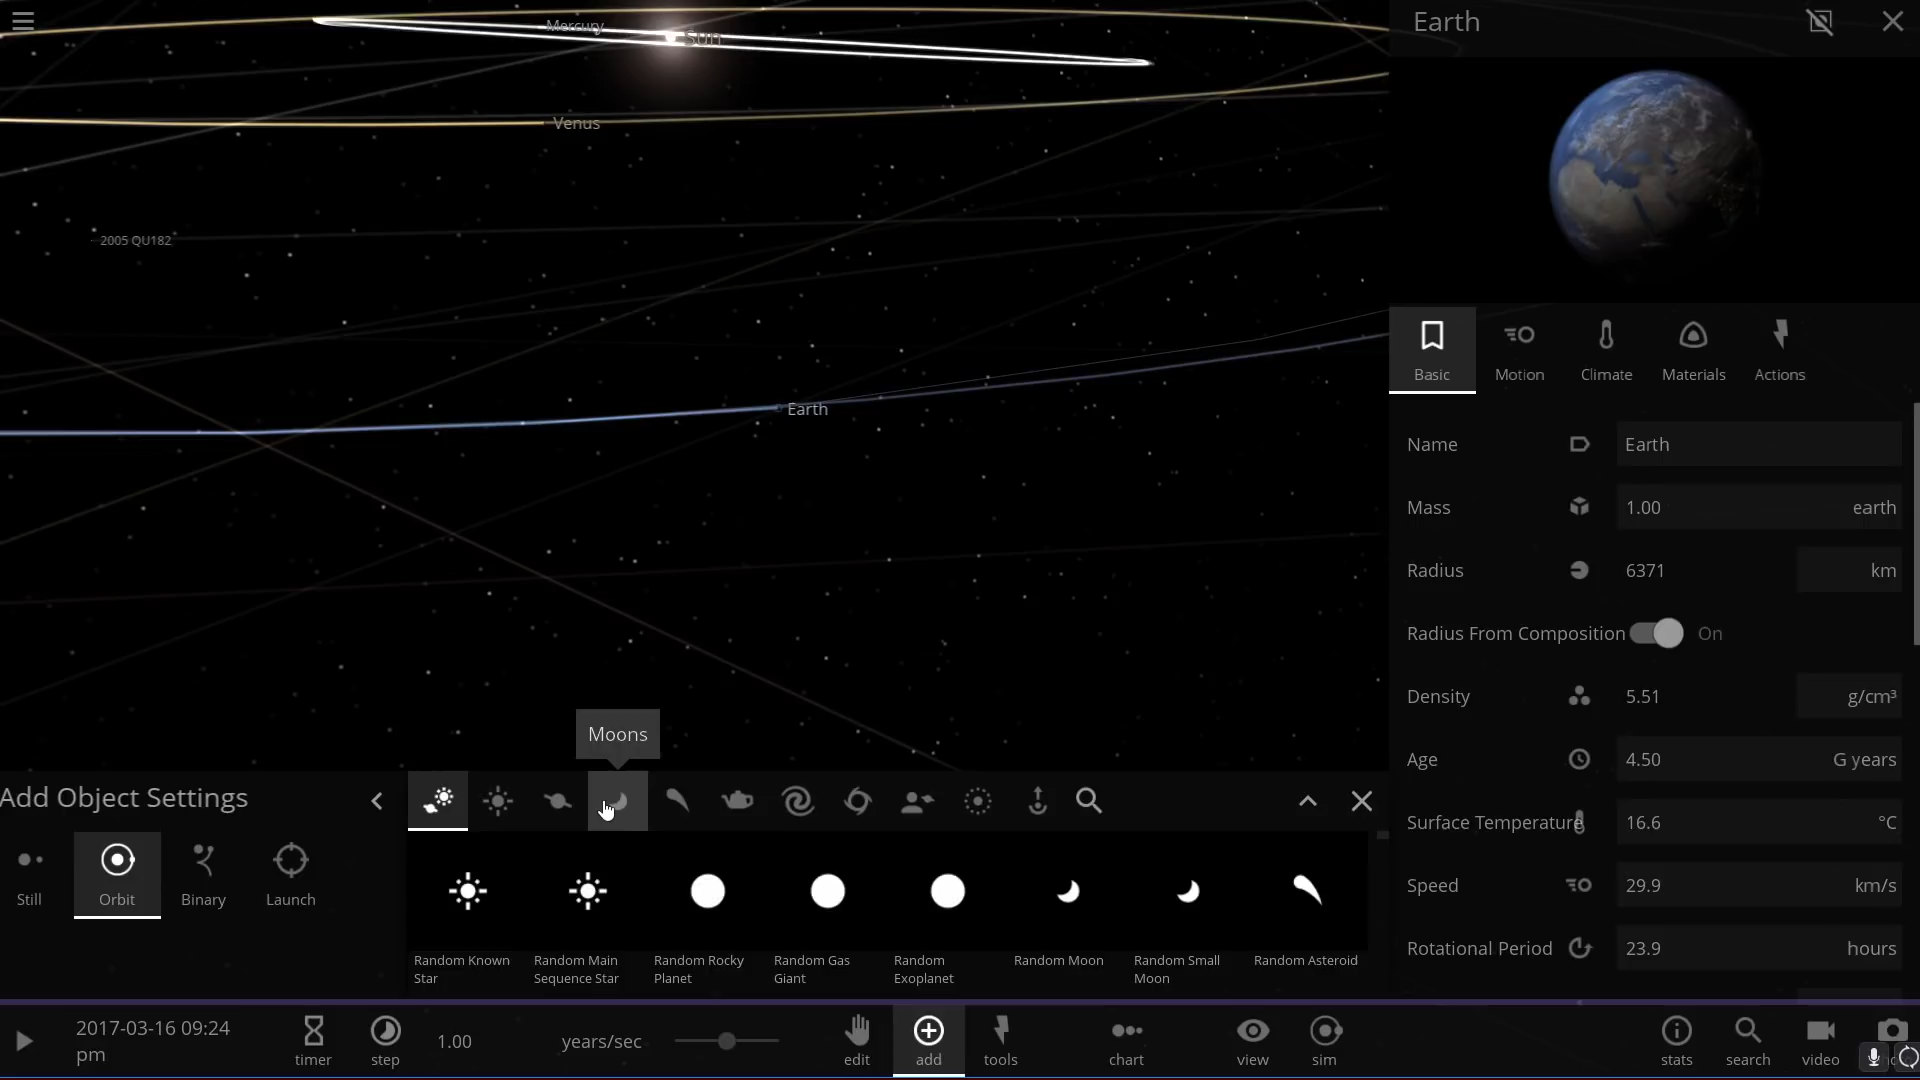 Mercury
Sun
Venus
2005 QU182
Earth
Earth
Basic
Motion
Climate
Materials
Actions
Name
Earth
Mass
1.00
earth
Radius
6371
km
Radius From Composition
On
Density
5.51
g/cm³
Age
4.50
G years
Surface Temperature
16.6
°C
Speed
29.9
km/s
Rotational Period
23.9
hours
Moons
Add Object Settings
Still
Orbit
Binary
Launch
Random Known
Star
Random Main
Sequence Star
Random Rocky
Planet
Random Gas
Giant
Random
Exoplanet
Random Moon
Random Small
Moon
Random Asteroid
2017-03-16 09:24
pm
timer
step
1.00
years/sec
edit
add
tools
chart
view
sim
stats
search
video